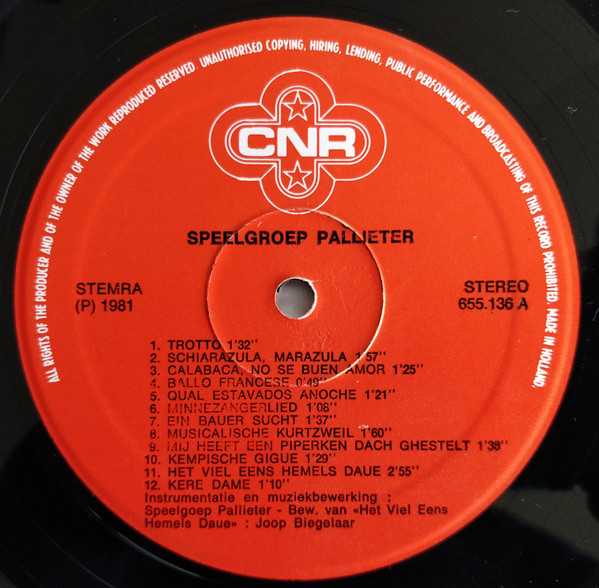 ALL RIGHTS OF THE PRODUCER AND OF THE OWNER OF THE WORK REPRODUCED RESERVED. UNAUTHORISED COPYING, HIRING, LENDING, PUBLIC PERFORMANCE AND BROADCASTING OF THIS RECORD PROHIBITED. MADE IN HOLLAND.
CNR
SPEELGROEP PALLIETER
STEMRA
(P) 1981
STEREO
655.136 A
1. TROTTO 1'32''
2. SCHIARAZULA, MARAZULA 1'57''
3. CALABACA, NO SE BUEN AMOR 1'25''
4. BALLO FRANCESE 0'49''
5. QUAL ESTAVADOS ANOCHE 1'21''
6. MINNEZANGERLIED 1'08''
7. EIN BAUER SUCHT 1'37''
8. MUSICALISCHE KURTZWEIL 1'60''
9. MIJ HELFT EEN PIPERKEN DACH GHESTELT 1'38''
10. KEMPISCHE GIGUE 1'29''
11. HET VIEL EENS HEMELS DAUE 2'55''
12. KERE DAME 1'10''
Instrumentatie en muziekbewerking :
Speelgoep Pallieter - Bew. van «Het Viel Eens
Hemels Daue» : Joop Biegelaar